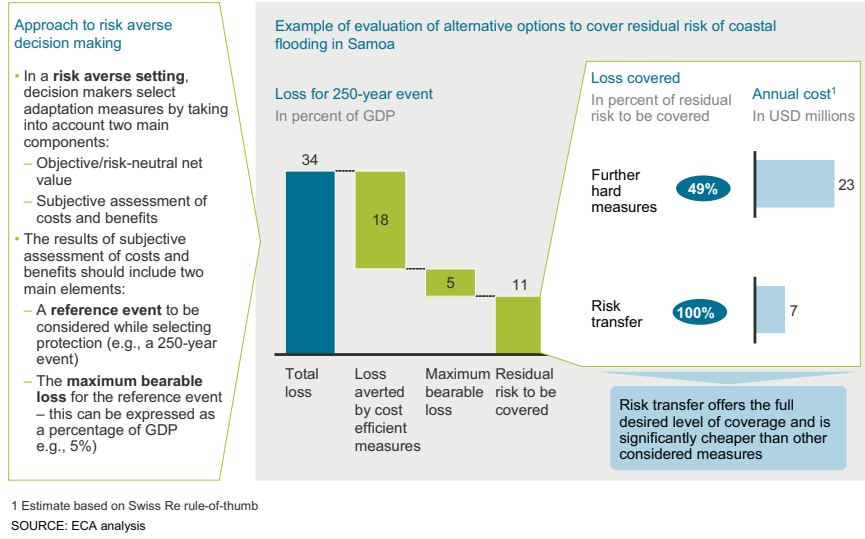 Approach to risk averse
decision making
• In a risk averse setting,
decision makers select
adaptation measures by taking
into account two main
components:
– Objective/risk-neutral net
value
– Subjective assessment of
costs and benefits
• The results of subjective
assessment of costs and
benefits should include two
main elements:
– A reference event to be
considered while selecting
protection (e.g., a 250-year
event)
– The maximum bearable
loss for the reference event
– this can be expressed as
a percentage of GDP
e.g., 5%)
Example of evaluation of alternative options to cover residual risk of coastal
flooding in Samoa
Loss for 250-year event
In percent of GDP
34
18
5
11
Total
loss
Loss
averted
by cost
efficient
measures
Maximum
bearable
loss
Residual
risk to be
covered
Loss covered
In percent of residual
risk to be covered
Annual cost1
In USD millions
Further
hard
measures
49%
23
Risk
transfer
100%
7
Risk transfer offers the full
desired level of coverage and is
significantly cheaper than other
considered measures
1 Estimate based on Swiss Re rule-of-thumb
SOURCE: ECA analysis